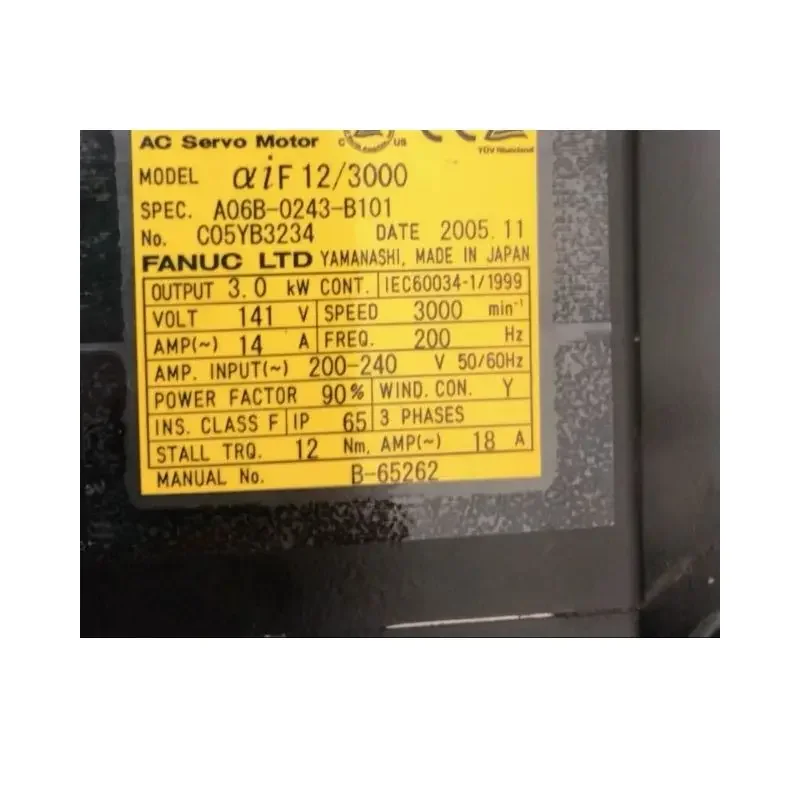 AC Servo Motor
C US
TÜV Rheinland
MODEL αiF 12/3000
SPEC. A06B-0243-B101
No. C05YB3234 DATE 2005.11
FANUC LTD YAMANASHI, MADE IN JAPAN
OUTPUT 3.0 kW CONT. IEC60034-1/1999
VOLT 141 V SPEED 3000 min⁻¹
AMP(~) 14 A FREQ. 200 Hz
AMP. INPUT(~) 200-240 V 50/60Hz
POWER FACTOR 90% WIND. CON. Y
INS. CLASS F IP 65 3 PHASES
STALL TRQ. 12 Nm, AMP(~) 18 A
MANUAL No. B-65262